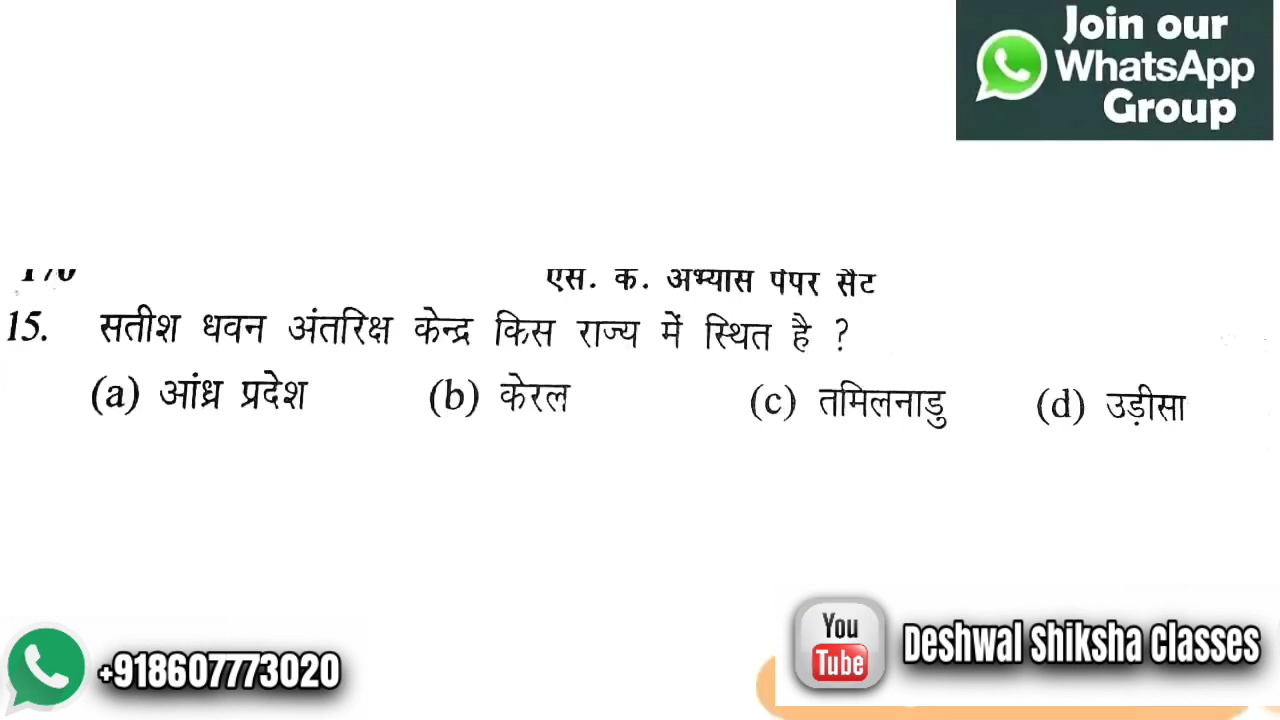 Join our
WhatsApp
Group
170
एस. क. अभ्यास पेपर सैट
15. सतीश धवन अंतरिक्ष केन्द्र किस राज्य में स्थित है ?
(a) आंध्र प्रदेश (b) केरल (c) तमिलनाडु (d) उड़ीसा
You
Tube
Deshwal Shiksha Classes
+918607773020